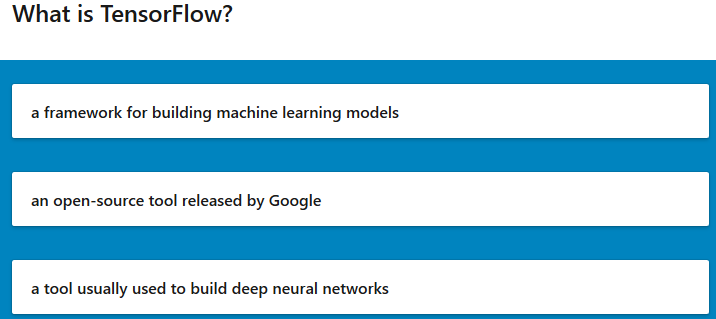 What is TensorFlow?
a framework for building machine learning models
an open-source tool released by Google
a tool usually used to build deep neural networks